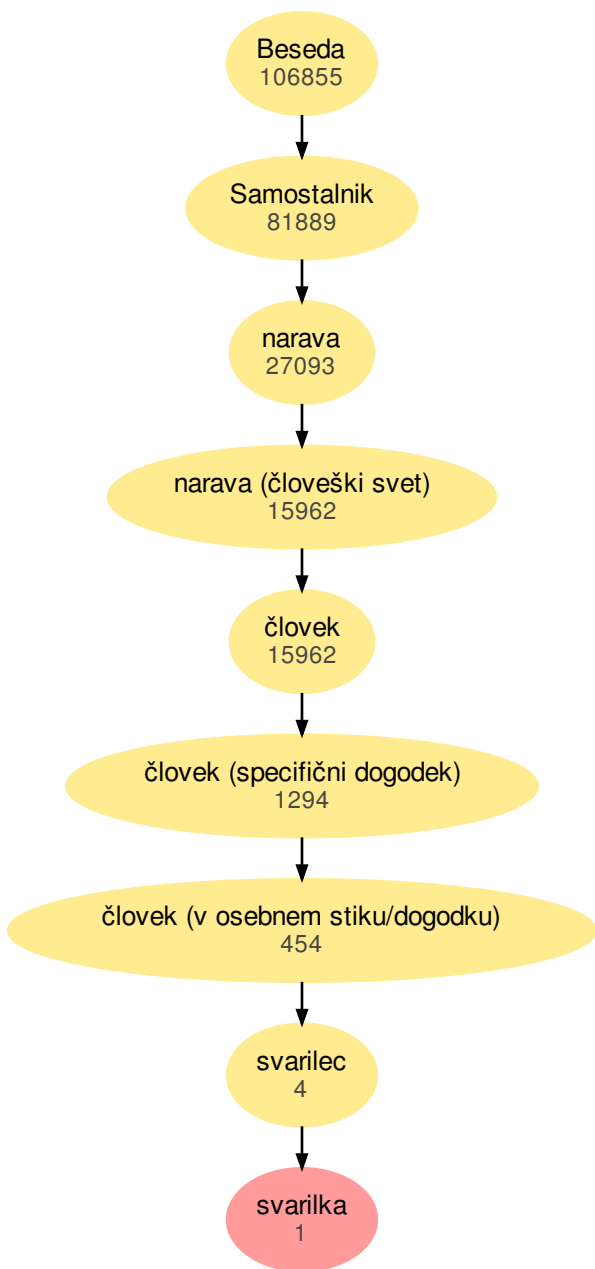 Beseda
106855
Samostalnik
81889
narava
27093
narava (človeški svet)
15962
človek
15962
človek (specifični dogodek)
1294
človek (v osebnem stiku/dogodku)
454
svarilec
4
svarilka
1